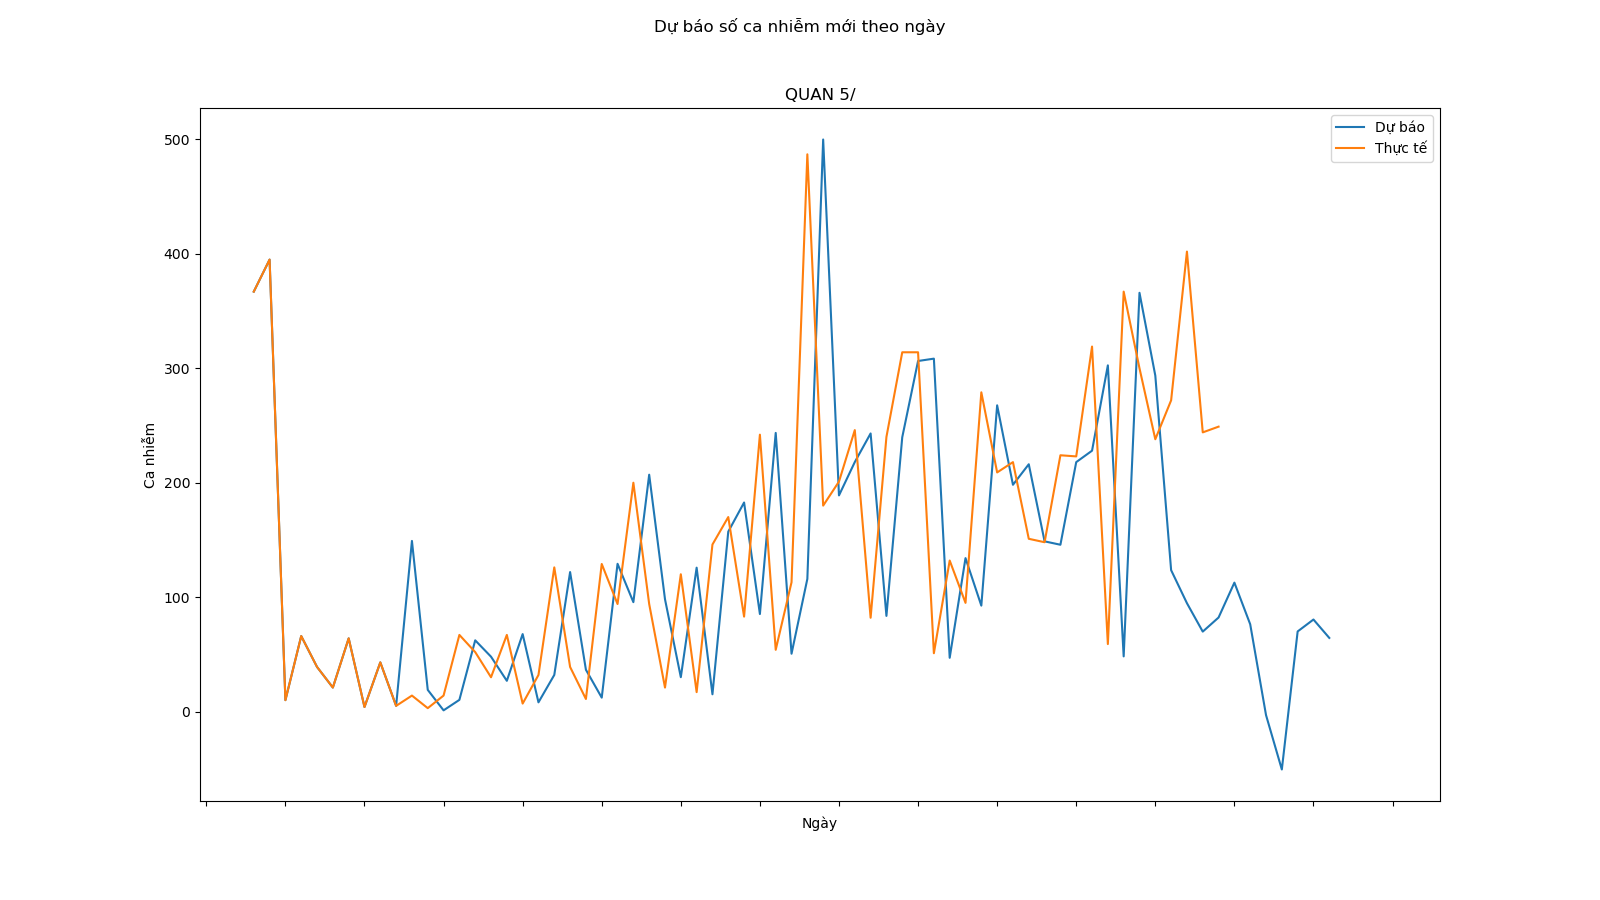 Dự báo số ca nhiễm mới theo ngày
QUAN 5/
Dự báo
Thực tế
500
400
300
200
100
0
Ca nhiễm
Ngày